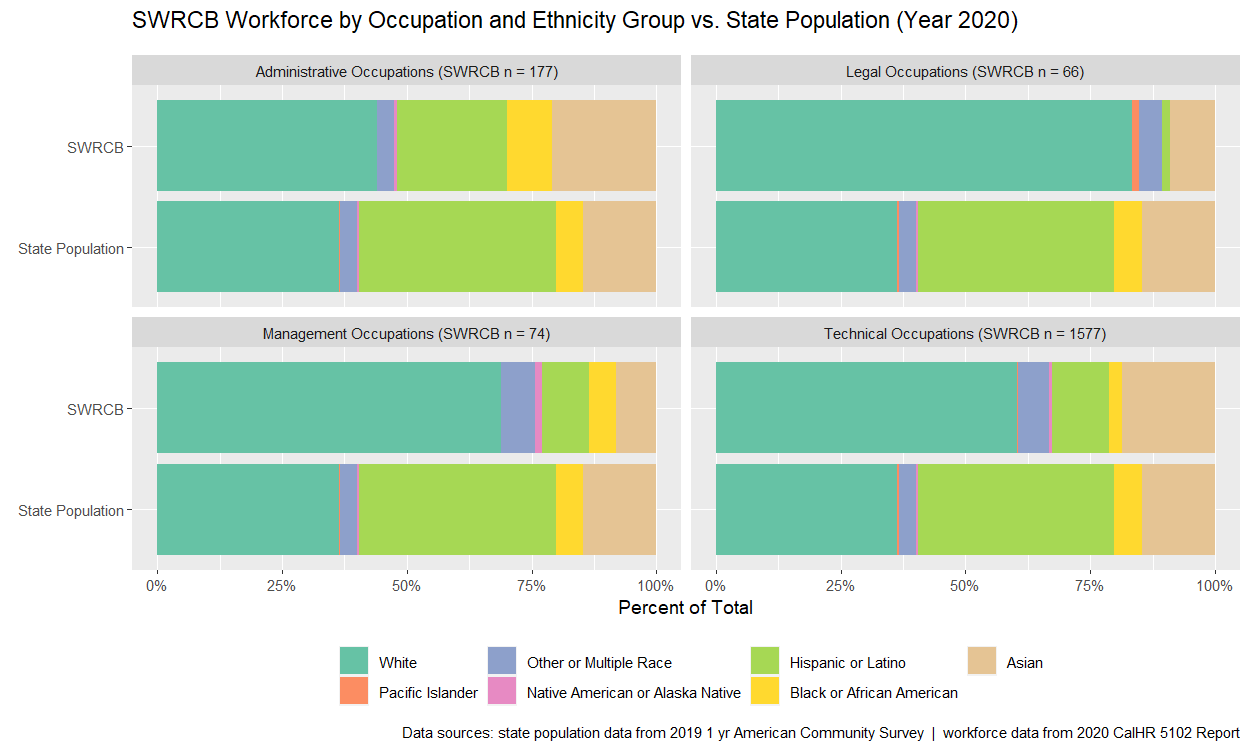 SWRCB Workforce by Occupation and Ethnicity Group vs. State Population (Year 2020)
Administrative Occupations (SWRCB n = 177)
Legal Occupations (SWRCB n = 66)
SWRCB
State Population
Management Occupations (SWRCB n = 74)
Technical Occupations (SWRCB n = 1577)
SWRCB
State Population
0% 25% 50% 75% 100% 0% 25% 50% 75% 100%
Percent of Total
White Other or Multiple Race Hispanic or Latino Asian
Pacific Islander Native American or Alaska Native Black or African American
Data sources: state population data from 2019 1 yr American Community Survey | workforce data from 2020 CalHR 5102 Report